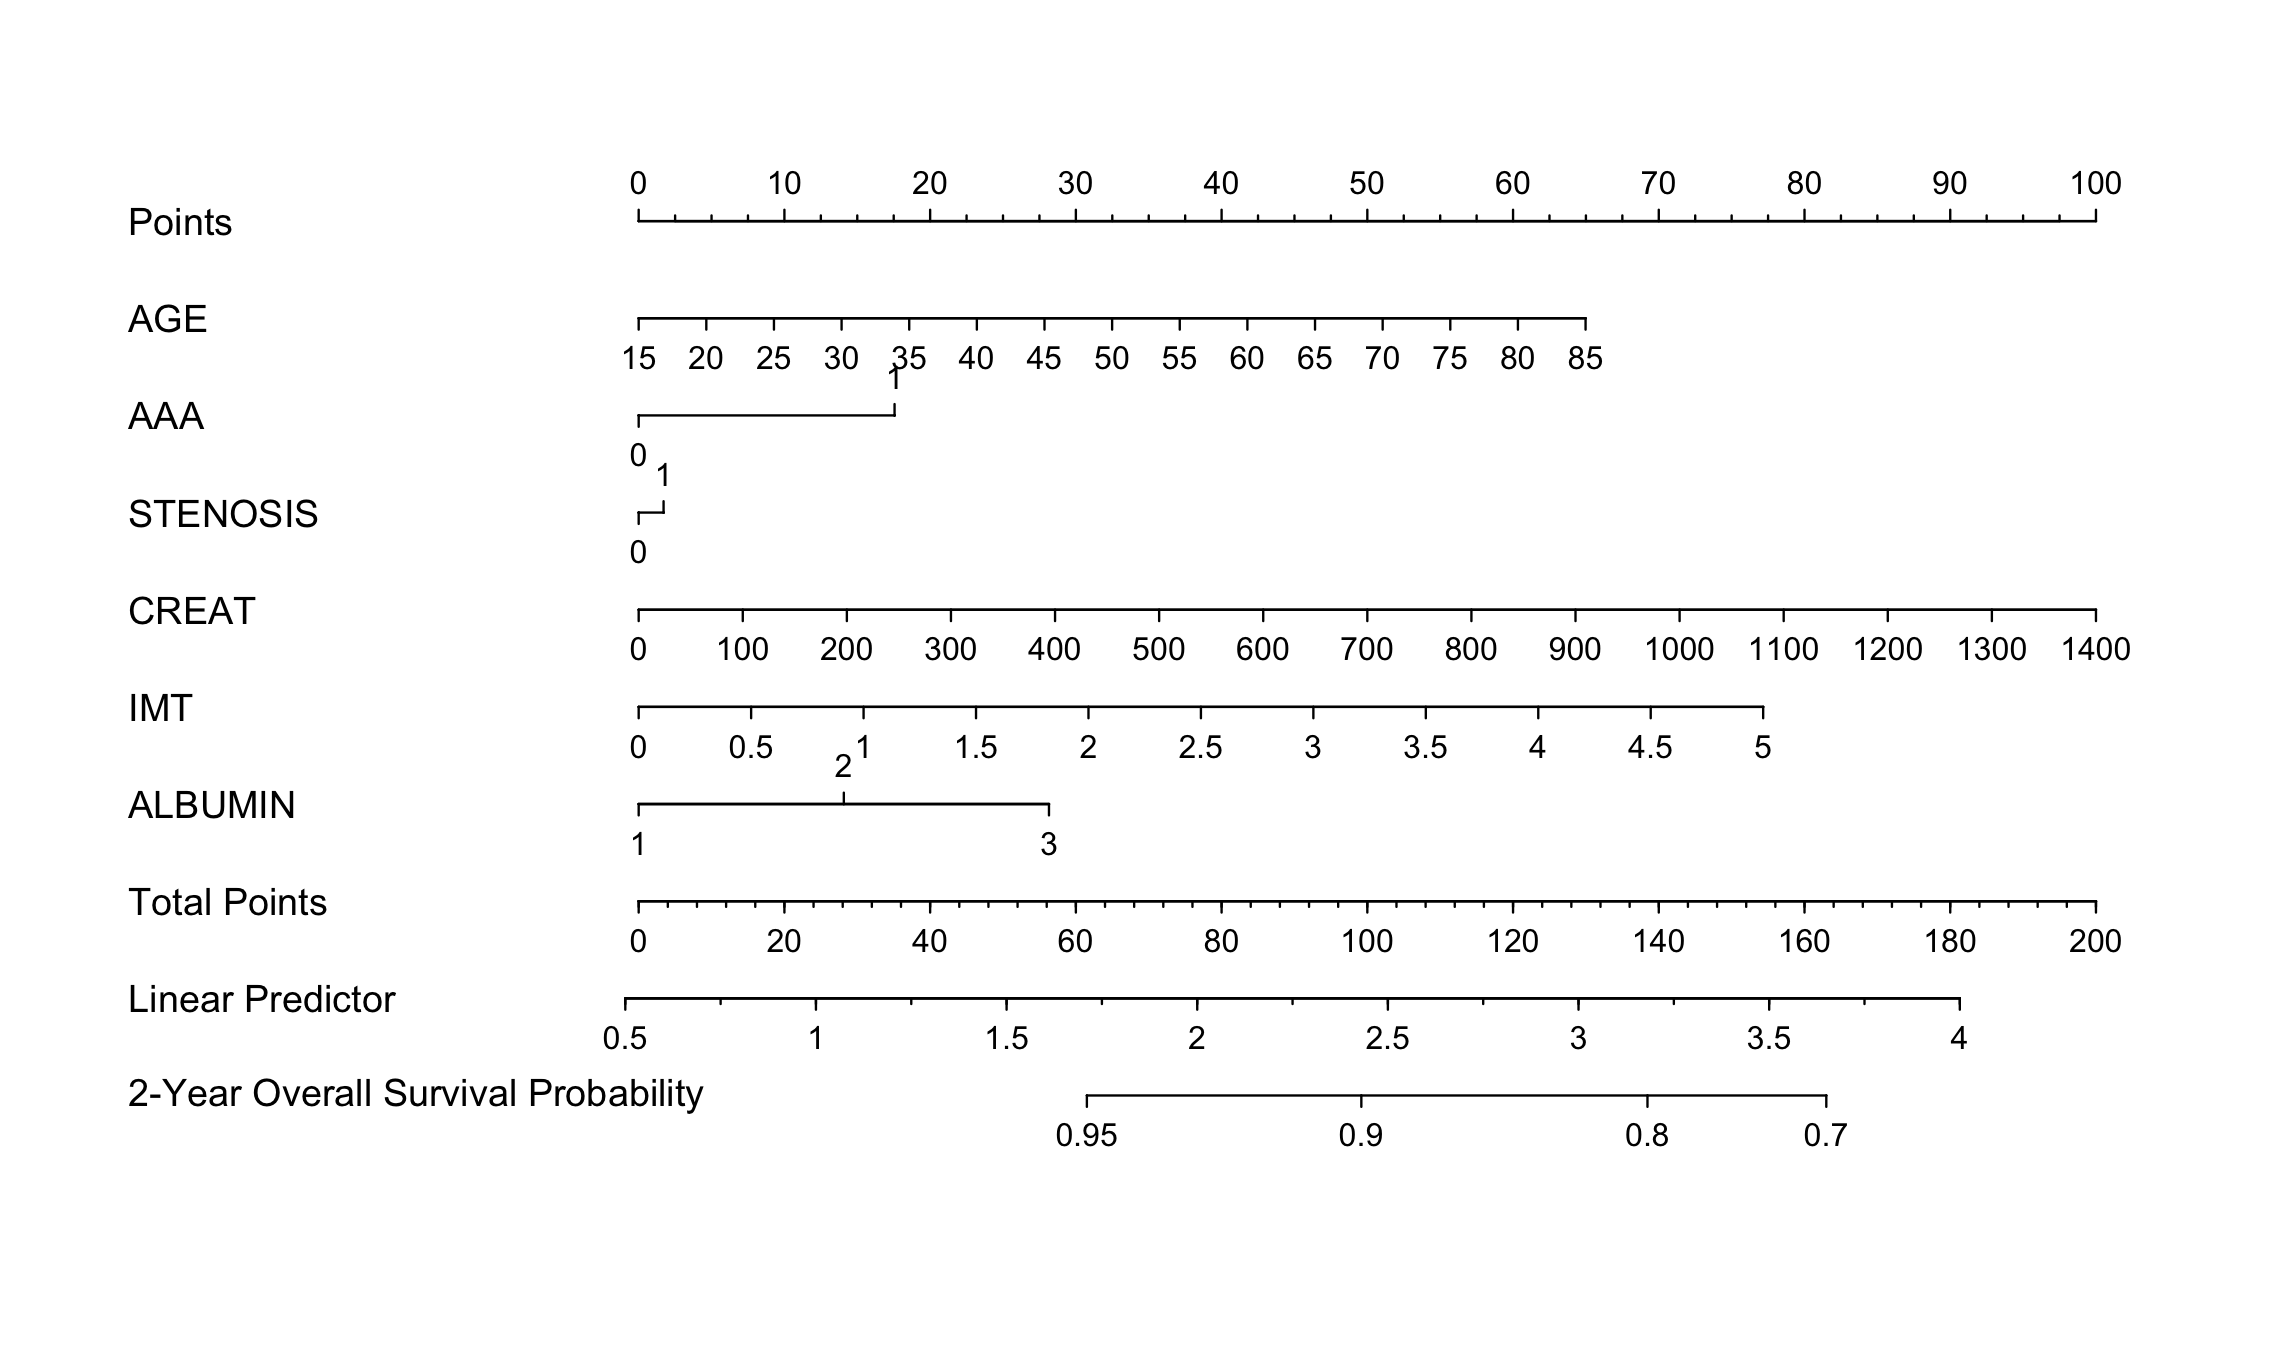 0 10 20 30 40 50 60 70 80 90 100
Points
AGE
15 20 25 30 35 40 45 50 55 60 65 70 75 80 85
1
AAA
0
1
STENOSIS
0
CREAT
0 100 200 300 400 500 600 700 800 900 1000 1100 1200 1300 1400
IMT
0 0.5 1 1.5 2 2.5 3 3.5 4 4.5 5
2
ALBUMIN
1 3
Total Points
0 20 40 60 80 100 120 140 160 180 200
Linear Predictor
0.5 1 1.5 2 2.5 3 3.5 4
2-Year Overall Survival Probability
0.95 0.9 0.8 0.7